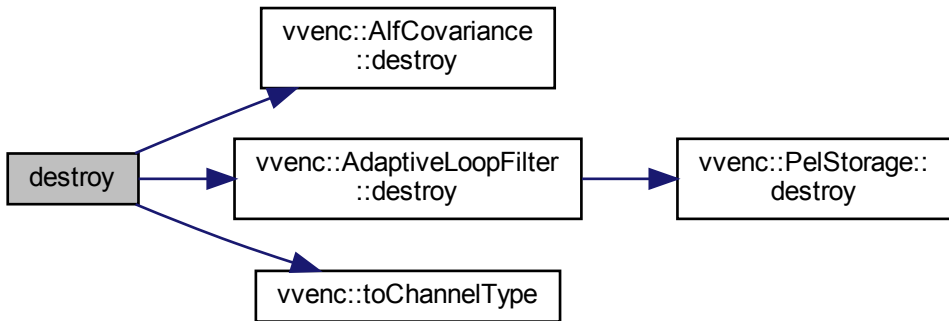 vvenc::AlfCovariance
::destroy
destroy
vvenc::AdaptiveLoopFilter
::destroy
vvenc::PelStorage::
destroy
vvenc::toChannelType